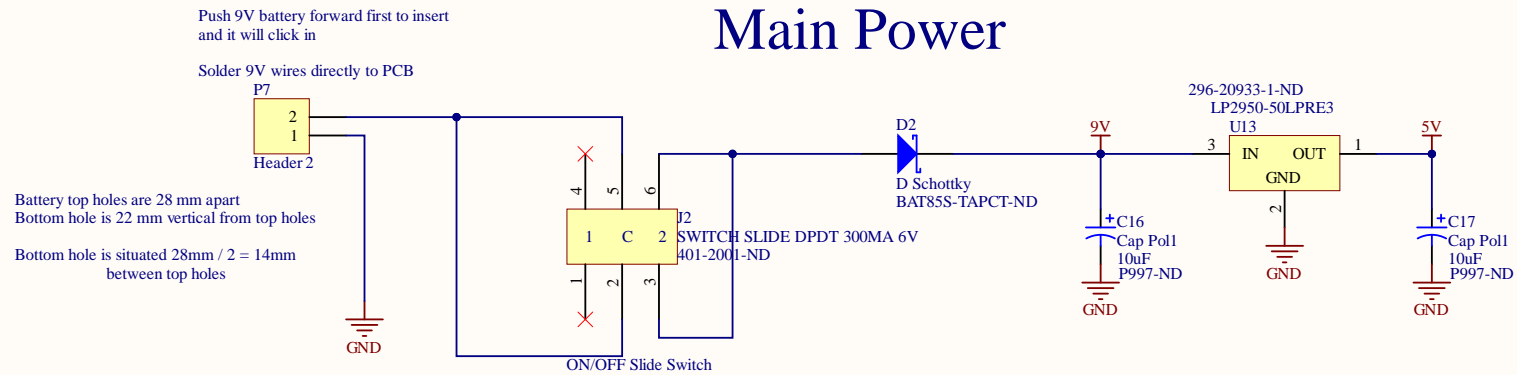 Main Power
Push 9V battery forward first to insert
and it will click in
Solder 9V wires directly to PCB
P7
2
1
Header 2
GND
Battery top holes are 28 mm apart
Bottom hole is 22 mm vertical from top holes
Bottom hole is situated 28mm / 2 = 14mm
between top holes
4
5
6
1 C 2
1
2
3
J2
SWITCH SLIDE DPDT 300MA 6V
401-2001-ND
ON/OFF Slide Switch
D2
D Schottky
BAT85S-TAPCT-ND
9V
+
C16
Cap Pol1
10uF
P997-ND
GND
296-20933-1-ND
LP2950-50LPRE3
U13
3
IN OUT
GND
1
2
GND
5V
+
C17
Cap Pol1
10uF
P997-ND
GND